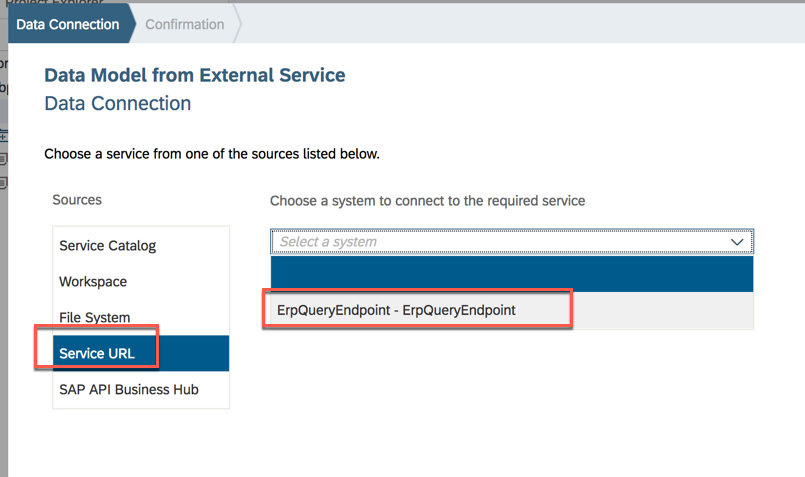 Project Explorer
Data Connection
Confirmation
Data Model from External Service
Data Connection
Choose a service from one of the sources listed below.
Sources
Choose a system to connect to the required service
Service Catalog
Select a system
Workspace
File System
ErpQueryEndpoint - ErpQueryEndpoint
Service URL
SAP API Business Hub